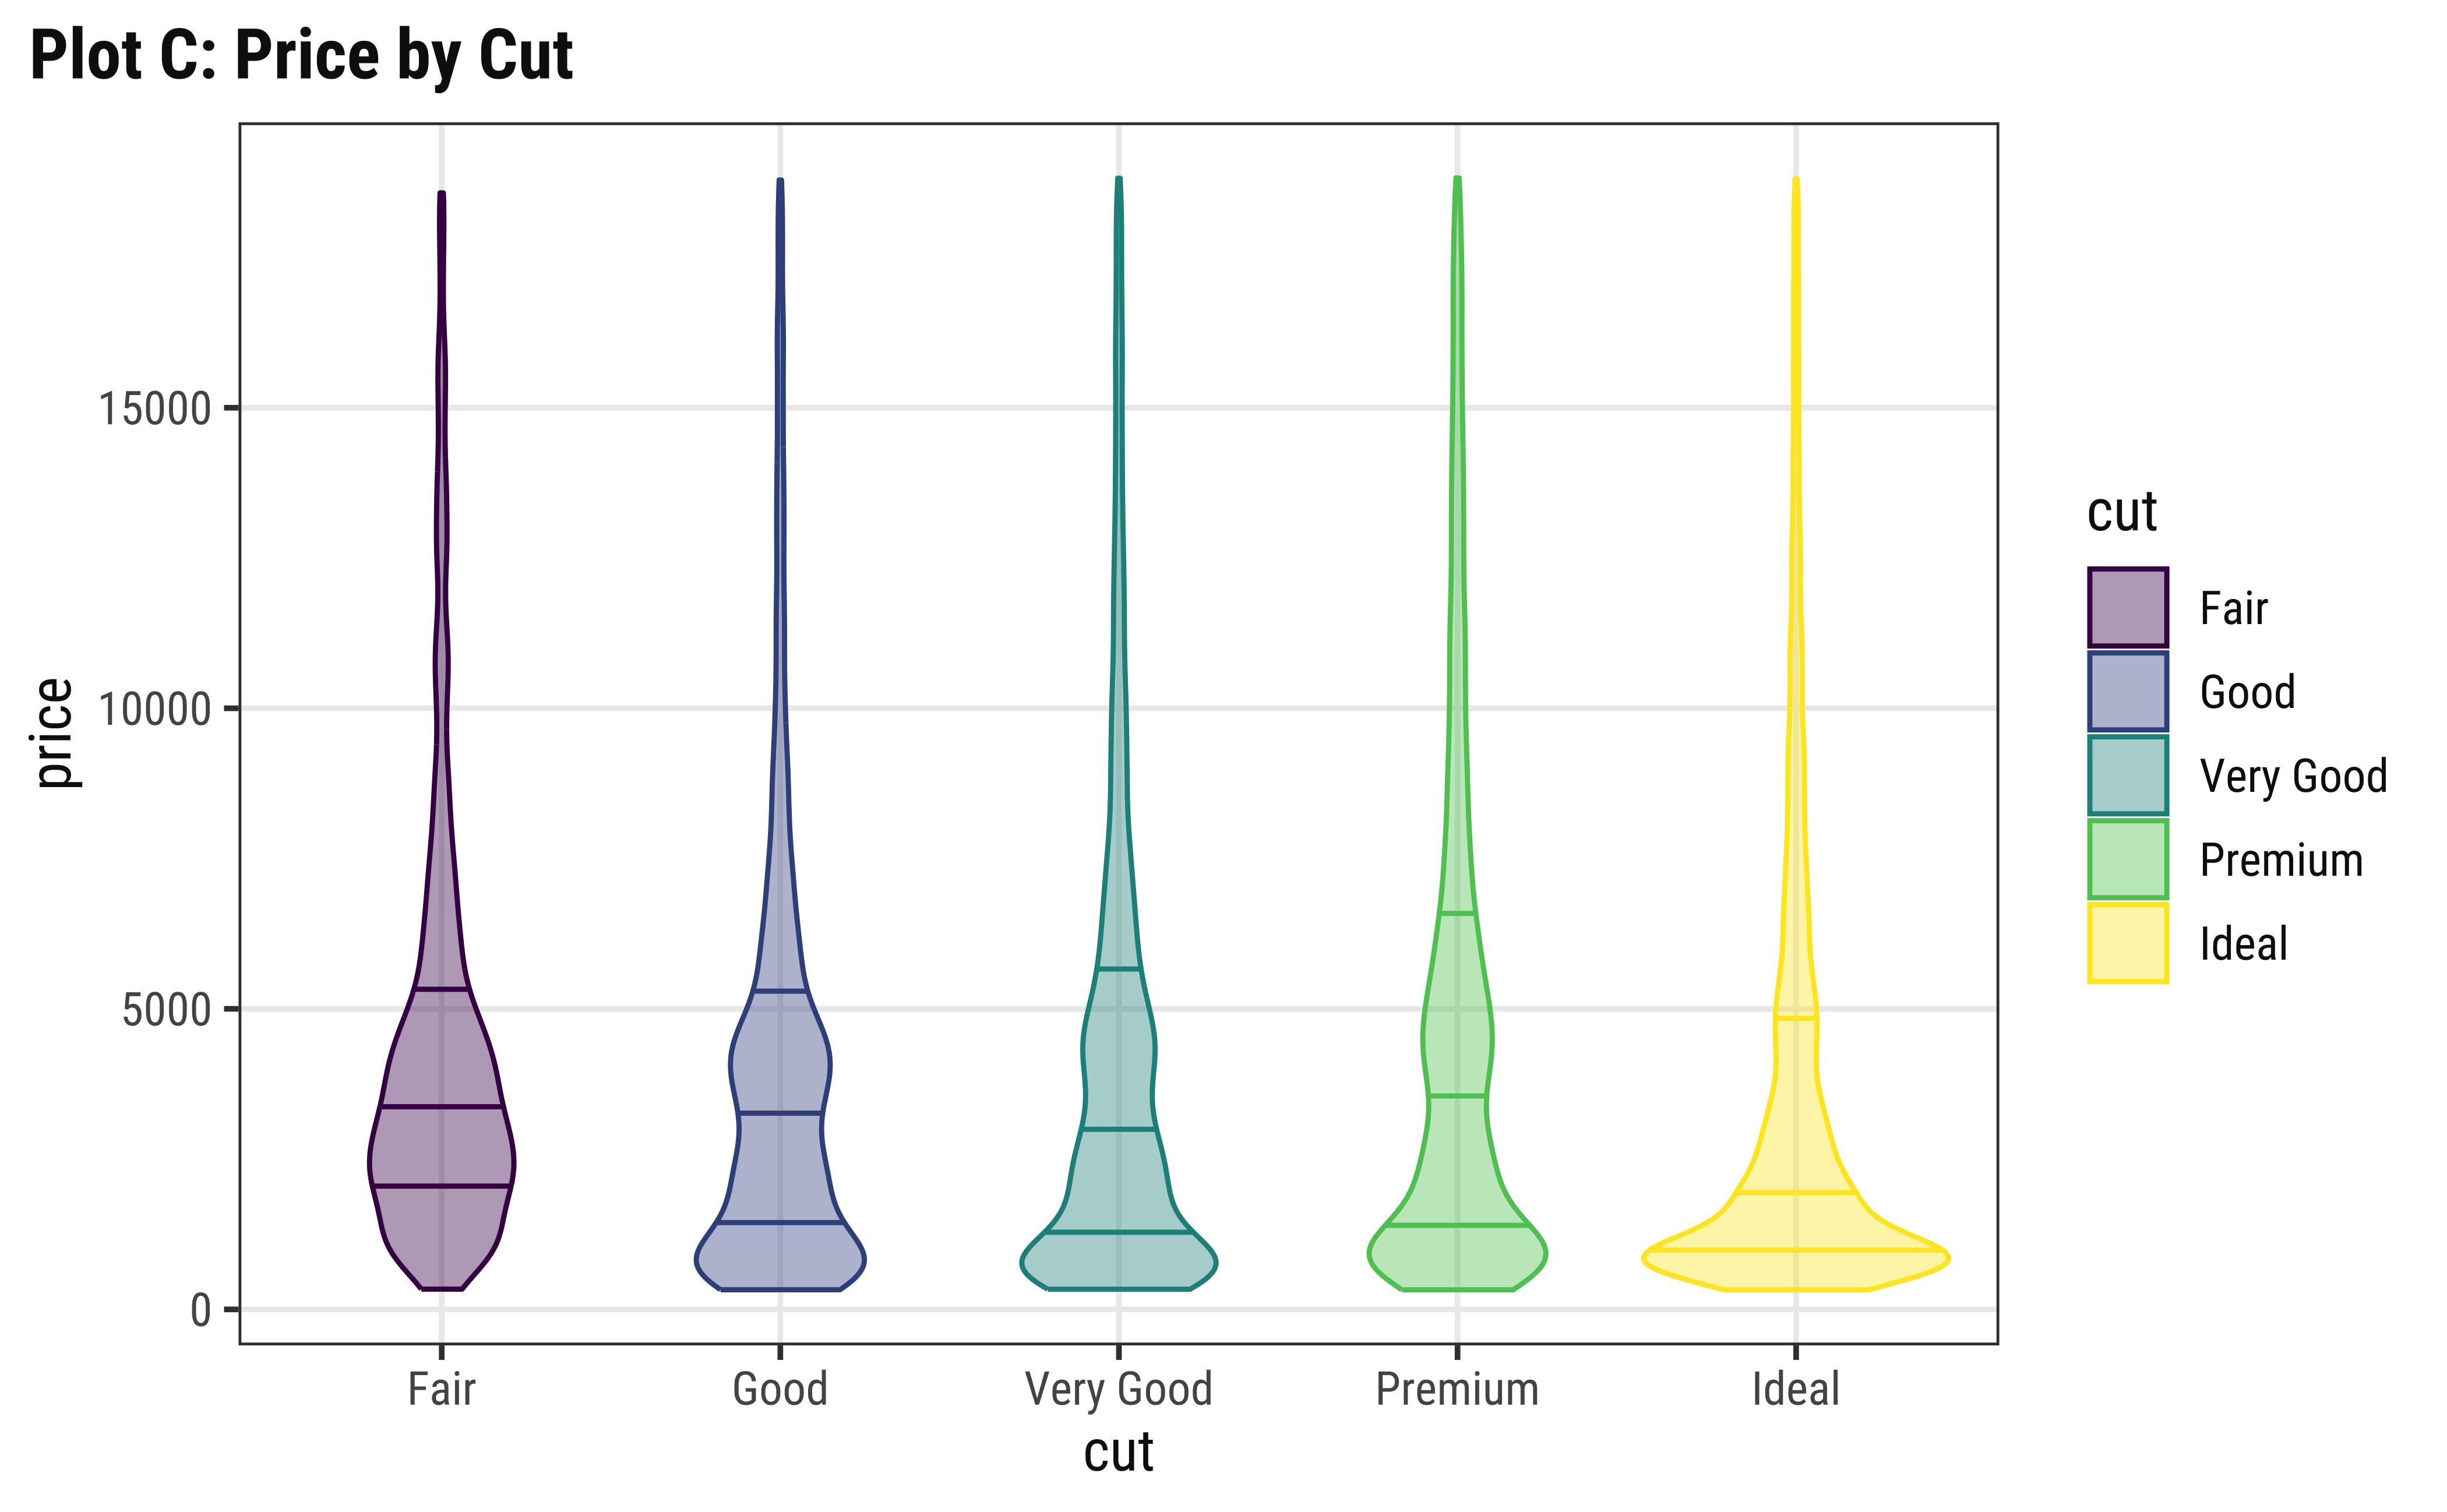 Plot C: Price by Cut
price
15000
10000
5000
0
Fair
Good
Very Good
Premium
Ideal
cut
cut
Fair
Good
Very Good
Premium
Ideal